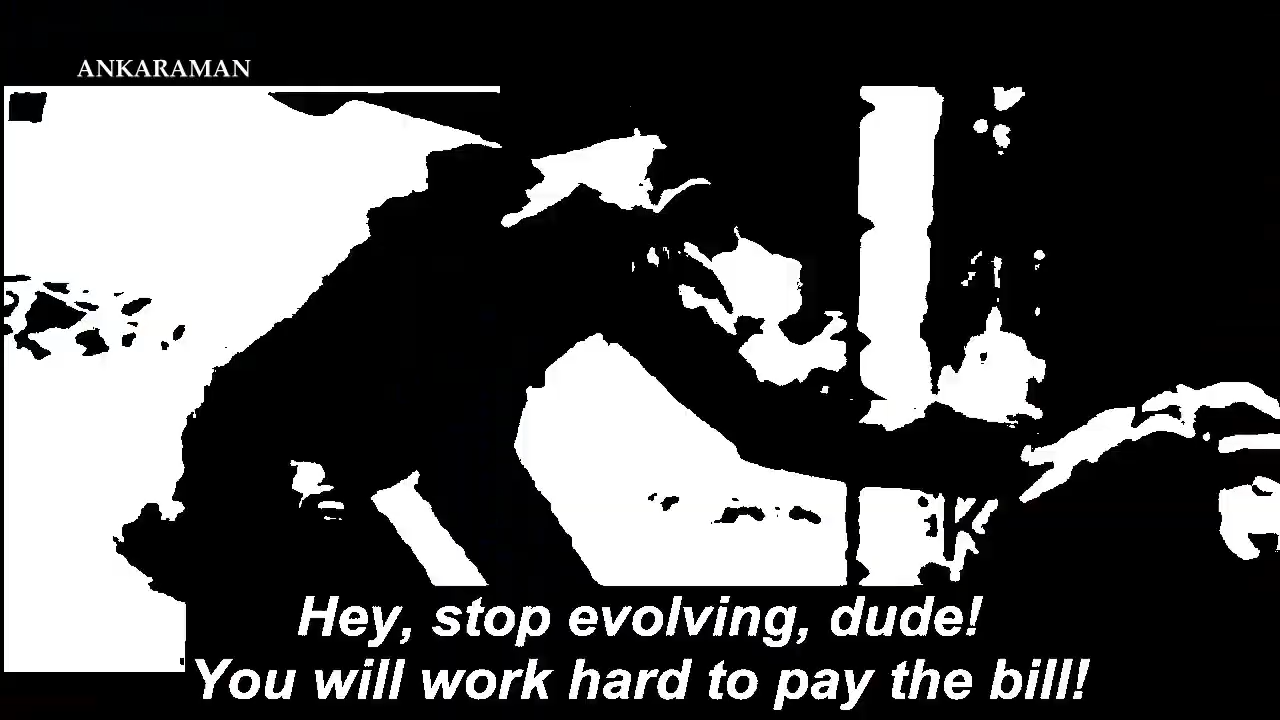 ANKARAMAN
K
Hey, stop evolving, dude!
You will work hard to pay the bill!